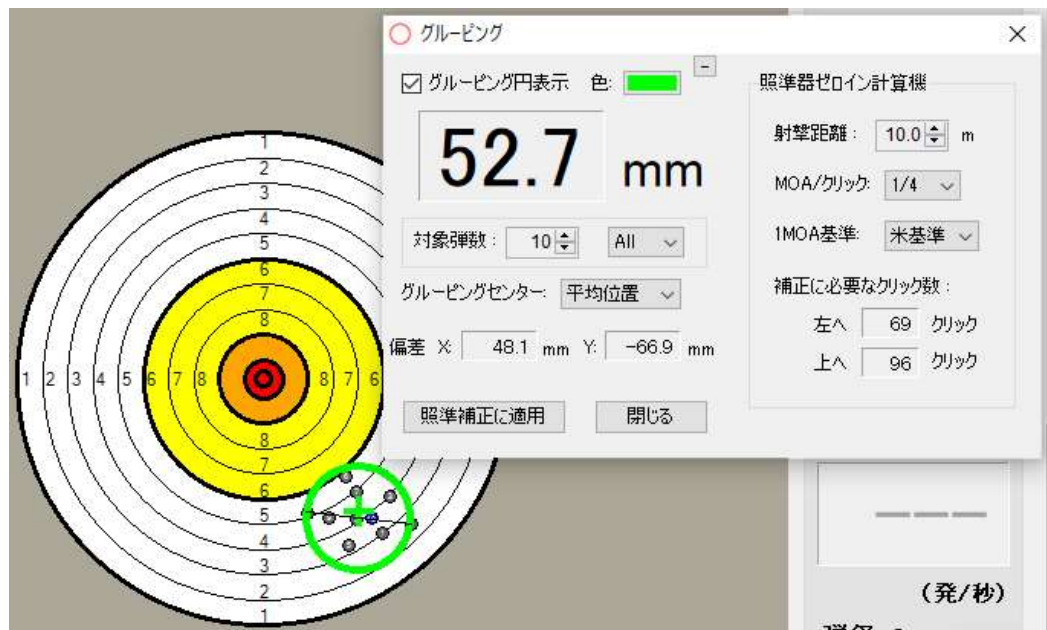 グルーピング
グルーピング円表示 色:
-
52.7 mm
対象弾数: 10 All
グルーピングセンター: 平均位置
偏差 X: 48.1 mm Y: -66.9 mm
照準補正に適用 閉じる
照準器ゼロイン計算機
射撃距離: 10.0 m
MOA/クリック: 1/4
1MOA基準: 米基準
補正に必要なクリック数:
左へ 69 クリック
上へ 96 クリック
1
2
3
4
5
6
7
8
1 2 3 4 5 6 7 8 8 7 6
8
7
6
5
4
3
2
1
(発/秒)